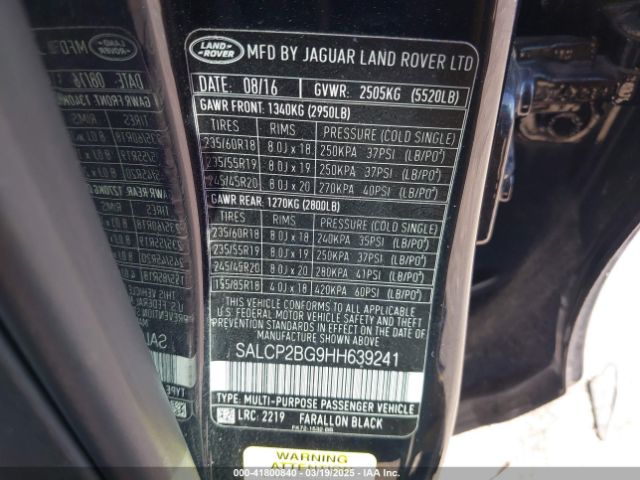 LAND ROVER MFD BY JAGUAR LAND ROVER LTD
DATE: 08/16 GVWR: 2505KG (5520LB)
GAWR FRONT: 1340KG (2950LB)
TIRES RIMS PRESSURE (COLD SINGLE)
235/60R18 8.0J x 18 250KPA 37PSI (LB/PO²)
235/55R19 8.0J x 19 250KPA 37PSI (LB/PO²)
245/45R20 8.0J x 20 270KPA 40PSI (LB/PO²)
GAWR REAR: 1270KG (2800LB)
TIRES RIMS PRESSURE (COLD SINGLE)
235/60R18 8.0J x 18 240KPA 35PSI (LB/PO²)
235/55R19 8.0J x 19 250KPA 37PSI (LB/PO²)
245/45R20 8.0J x 20 280KPA 41PSI (LB/PO²)
155/85R18 4.0J x 18 420KPA 60PSI (LB/PO²)
THIS VEHICLE CONFORMS TO ALL APPLICABLE
U.S. FEDERAL MOTOR VEHICLE SAFETY AND THEFT
PREVENTION STANDARDS IN EFFECT ON THE DATE
OF MANUFACTURE SHOWN ABOVE
SALCP2BG9HH639241
TYPE: MULTI-PURPOSE PASSENGER VEHICLE
LRC: 2219 FARALLON BLACK
WARNING
STOCK #: 41800840 - 03/19/2025 - IMPACT AUTO AUCTIONS - IAAI.COM